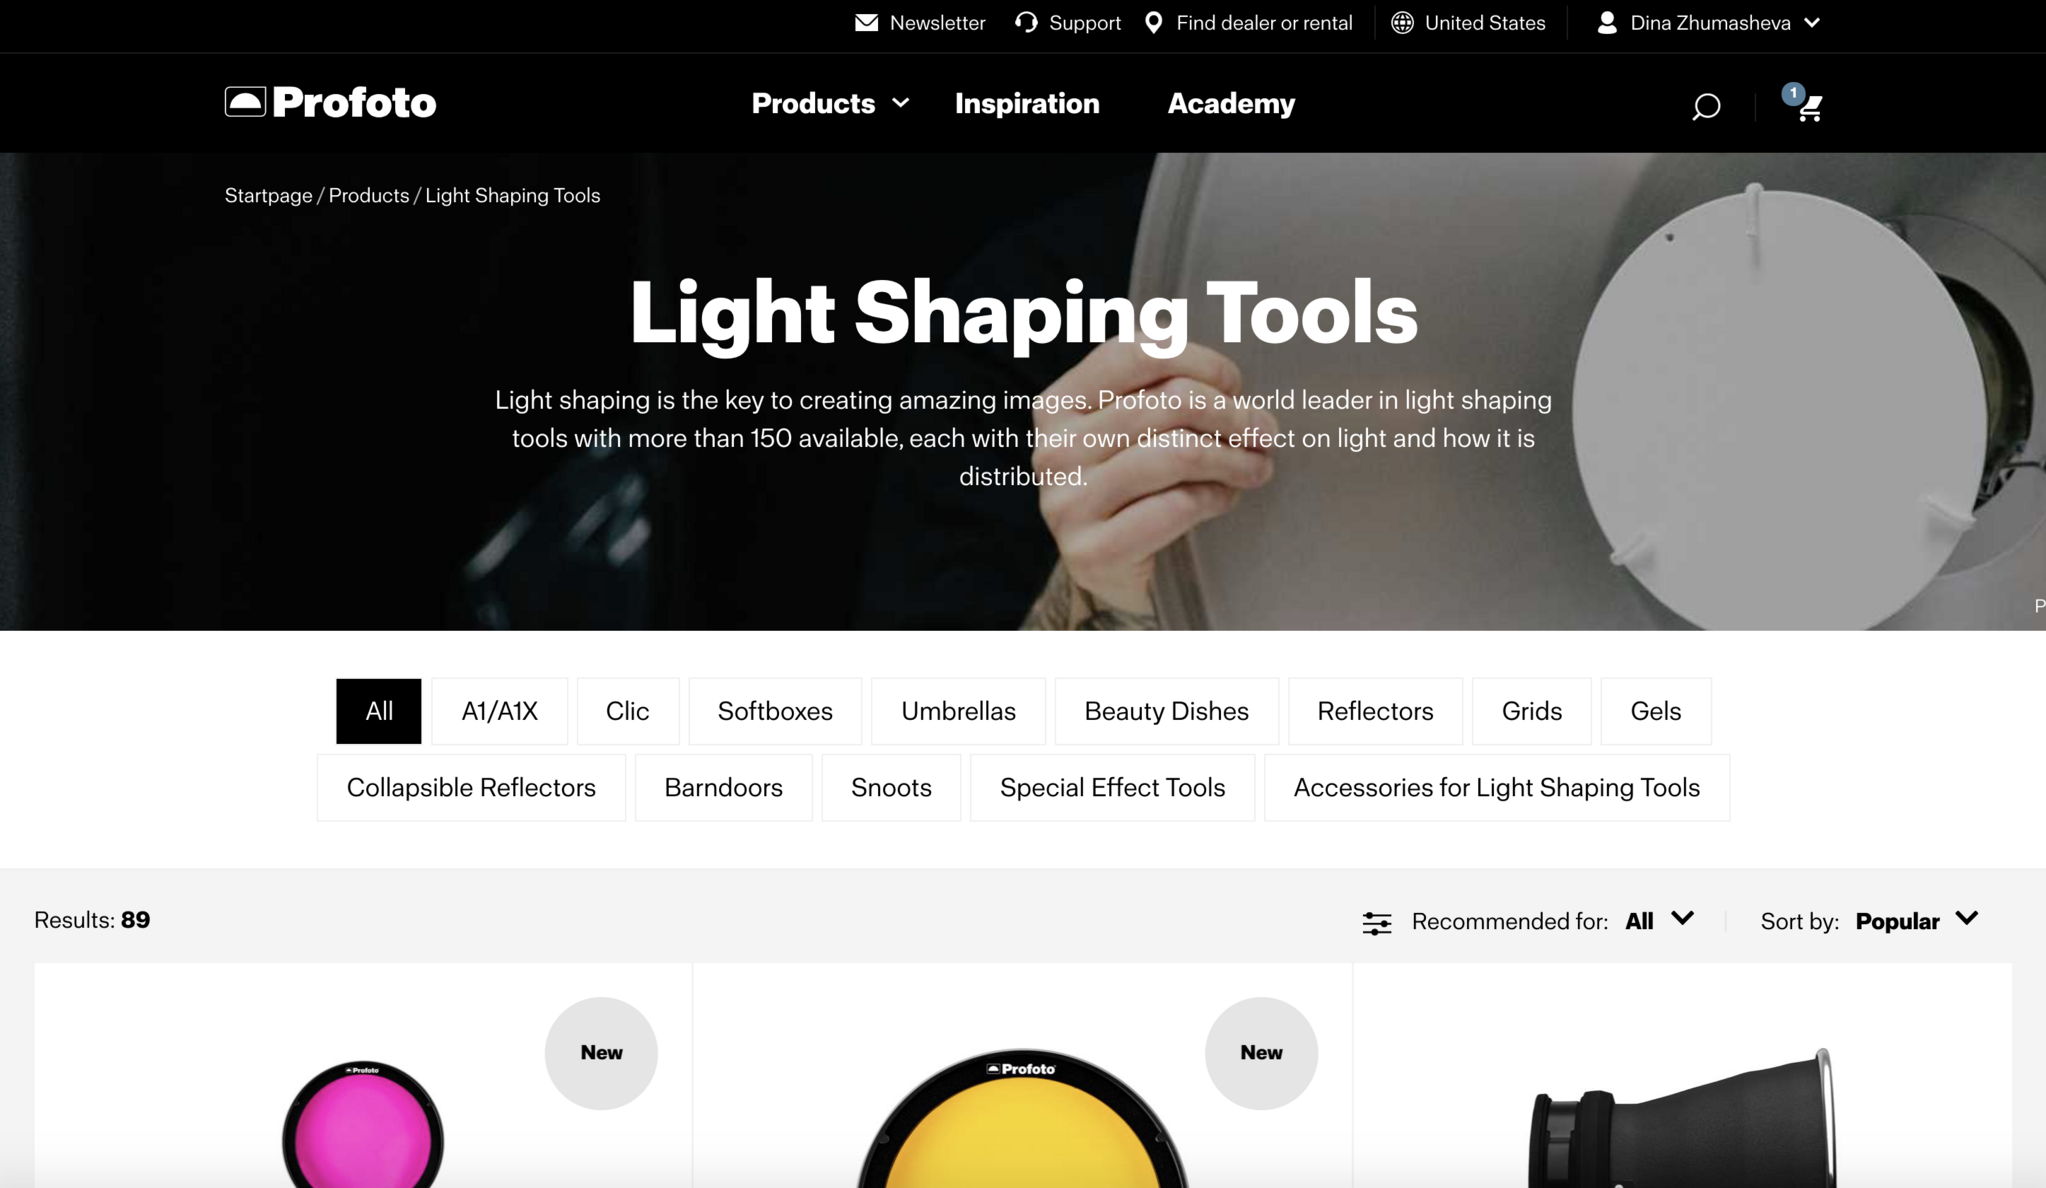 Newsletter Support Find dealer or rental United States Dina Zhumasheva
Profoto Products Inspiration Academy 1
Startpage / Products / Light Shaping Tools
Light Shaping Tools
Light shaping is the key to creating amazing images. Profoto is a world leader in light shaping
tools with more than 150 available, each with their own distinct effect on light and how it is
distributed.
P
All A1/A1X Clic Softboxes Umbrellas Beauty Dishes Reflectors Grids Gels
Collapsible Reflectors Barndoors Snoots Special Effect Tools Accessories for Light Shaping Tools
Results: 89 Recommended for: All Sort by: Popular
New New
Profoto Profoto